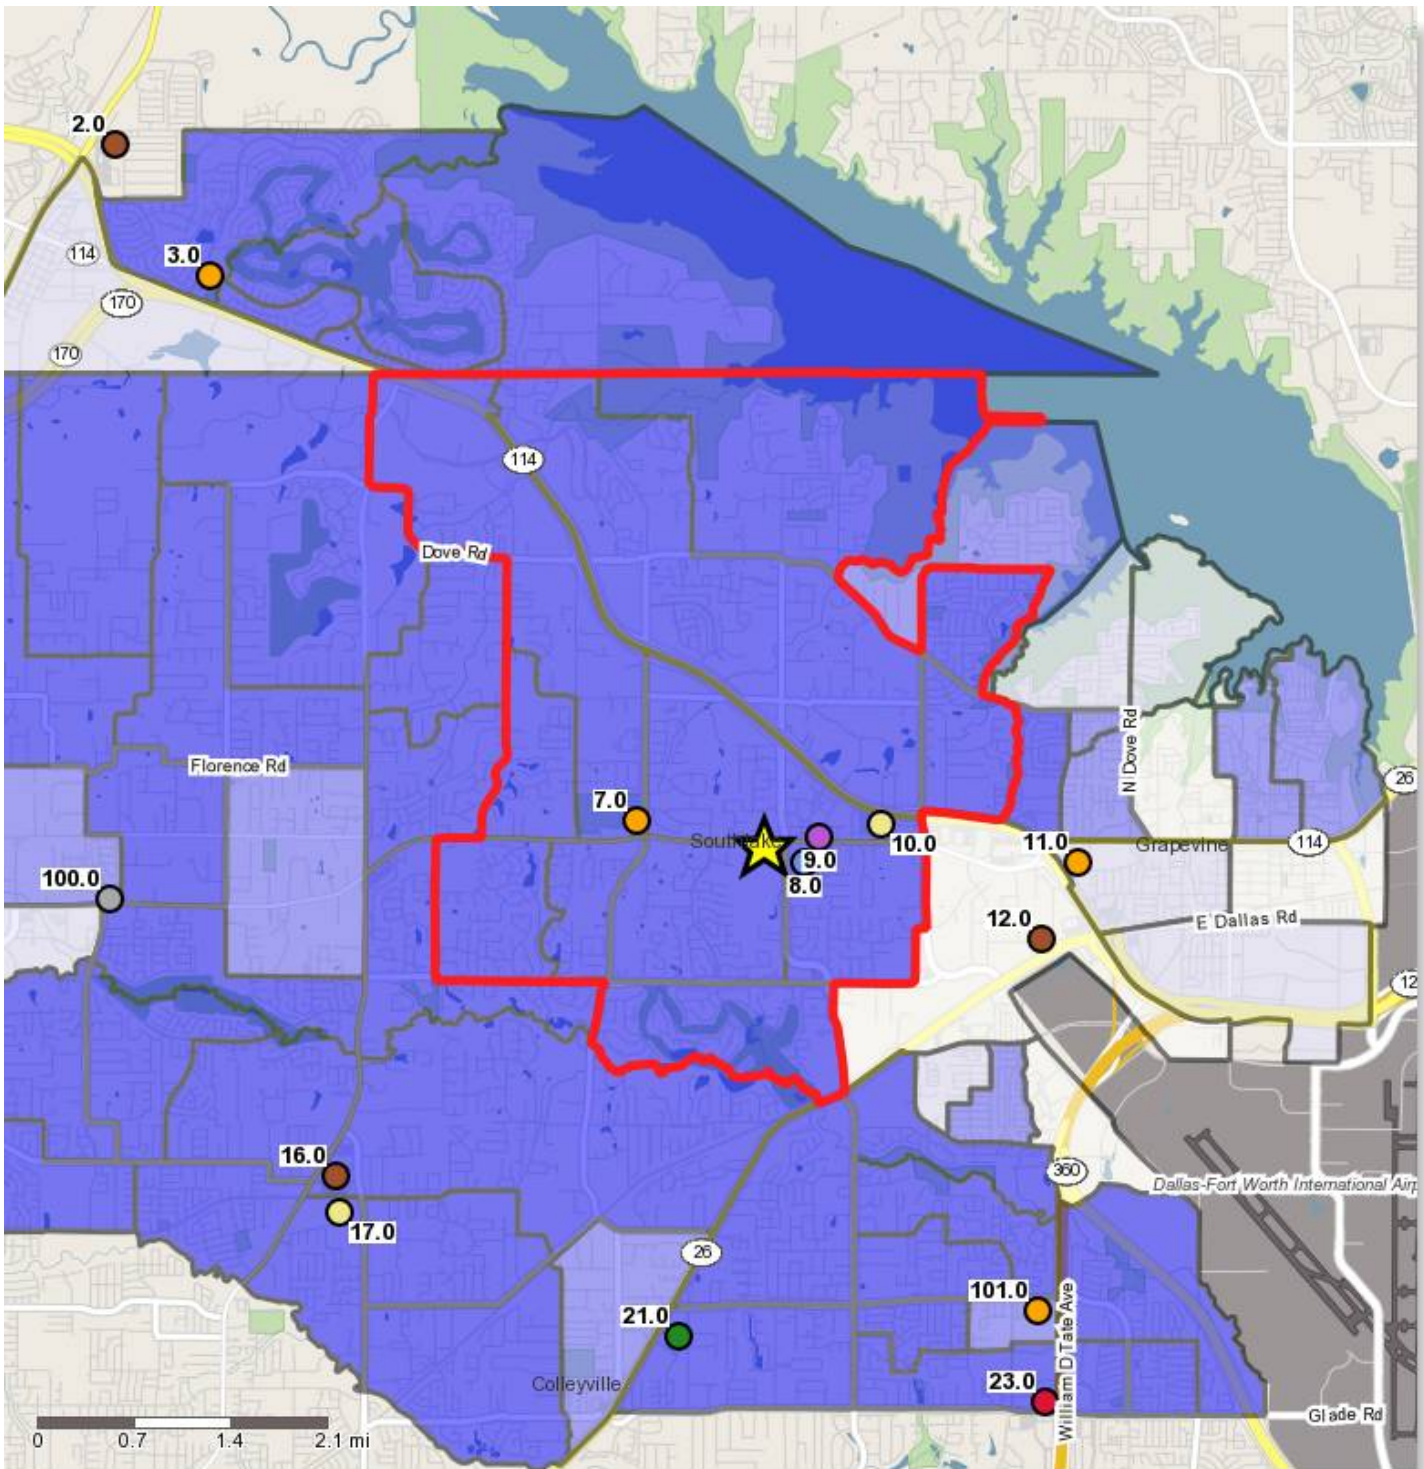 2.0
3.0
114
170
170
114
Dove Rd
N Dove Rd
Florence Rd
26
7.0
Southlake
10.0
11.0
Grapevine
114
9.0
8.0
100.0
12.0
E Dallas Rd
12
16.0
360
Dallas-Fort Worth International Airp
17.0
26
101.0
William D Tate Ave
21.0
23.0
Colleyville
Glade Rd
0 0.7 1.4 2.1 mi